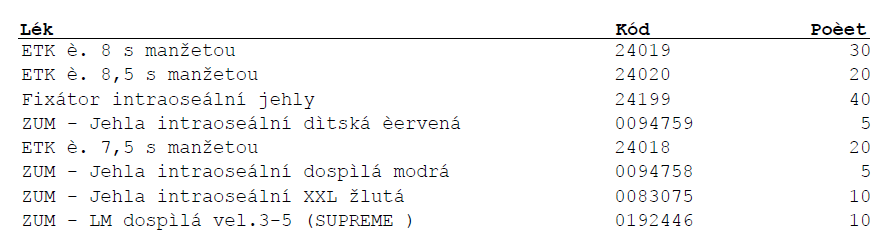 Lék Kód Poèet
ETK è. 8 s manžetou 24019 30
ETK è. 8,5 s manžetou 24020 20
Fixátor intraoseální jehly 24199 40
ZUM - Jehla intraoseální dìtská èervená 0094759 5
ETK è. 7,5 s manžetou 24018 20
ZUM - Jehla intraoseální dospìlá modrá 0094758 5
ZUM - Jehla intraoseální XXL žlutá 0083075 10
ZUM - LM dospìlá vel.3-5 (SUPREME ) 0192446 10